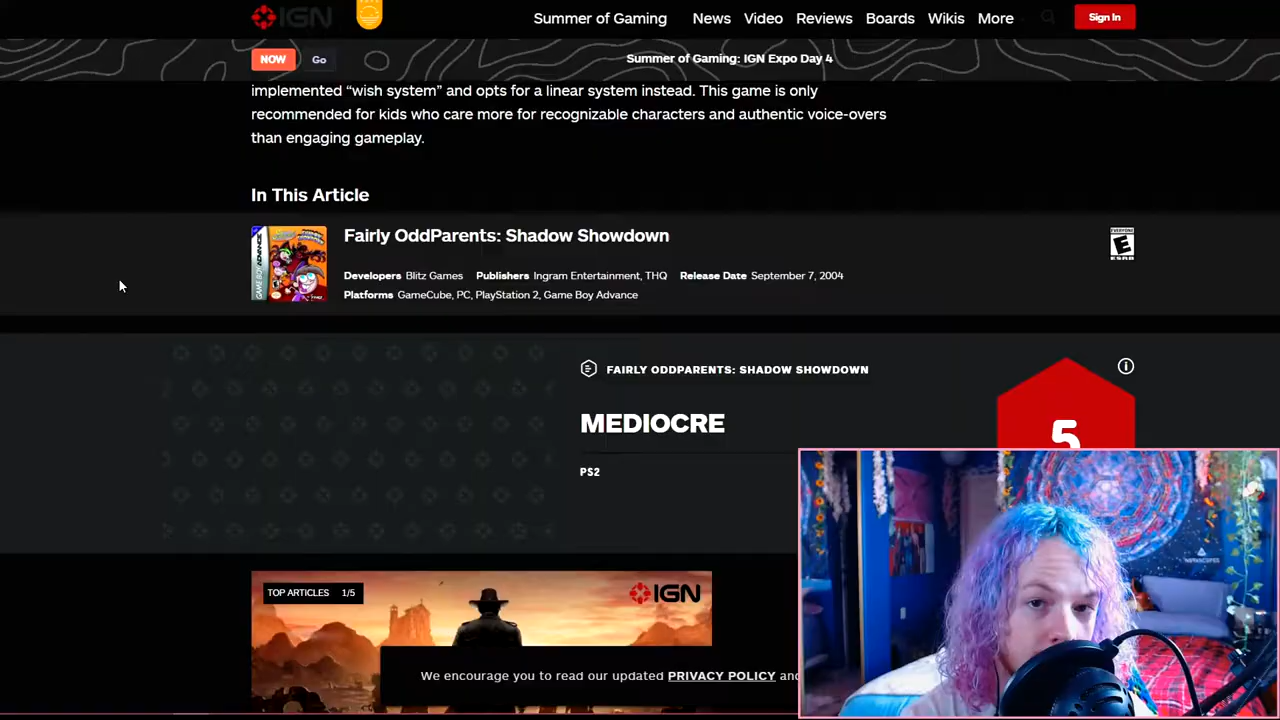 IGN
Summer of Gaming News Video Reviews Boards Wikis More Sign In
NOW Go Summer of Gaming: IGN Expo Day 4
implemented “wish system” and opts for a linear system instead. This game is only
recommended for kids who care more for recognizable characters and authentic voice-overs
than engaging gameplay.
In This Article
GAME BOY ADVANCE
Fairly OddParents: Shadow Showdown
EVERYONE
E
ESRB
Developers Blitz Games Publishers Ingram Entertainment, THQ Release Date September 7, 2004
Platforms GameCube, PC, PlayStation 2, Game Boy Advance
FAIRLY ODDPARENTS: SHADOW SHOWDOWN
MEDIOCRE
5
PS2
TOP ARTICLES 1/5
IGN
We encourage you to read our updated PRIVACY POLICY and